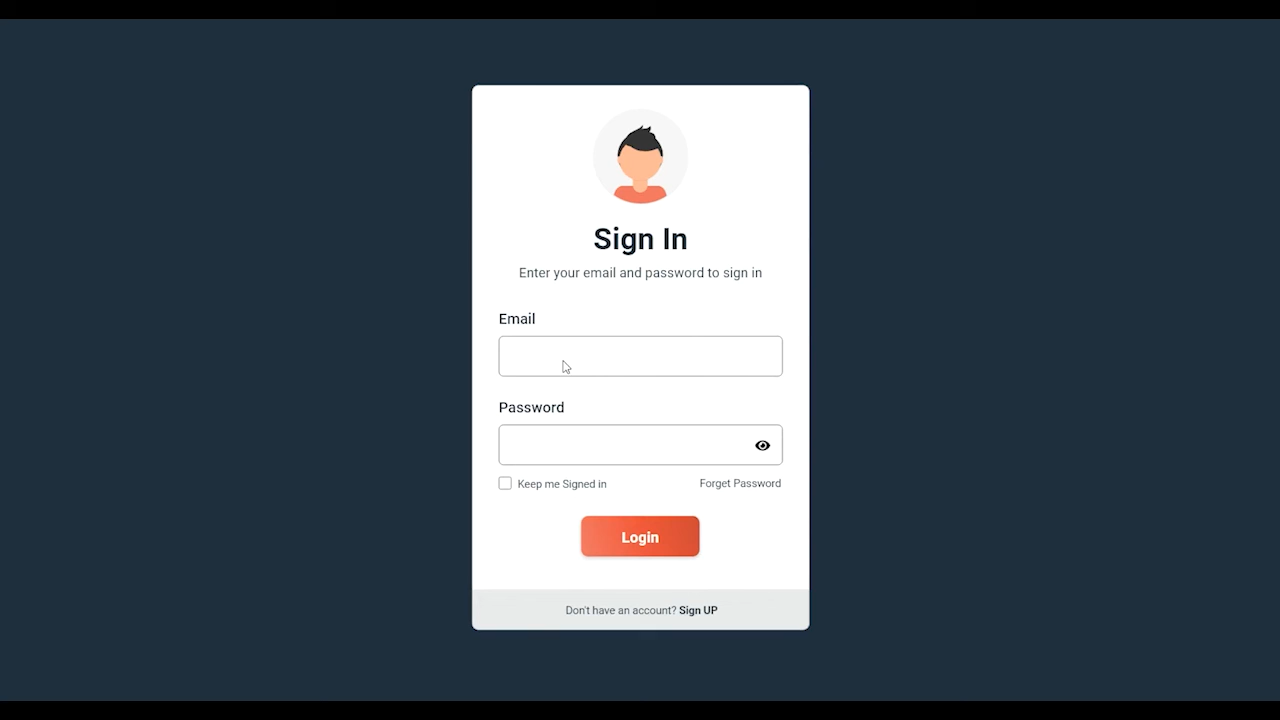 Sign In
Enter your email and password to sign in
Email
Password
Keep me Signed in Forget Password
Login
Don't have an account? Sign UP